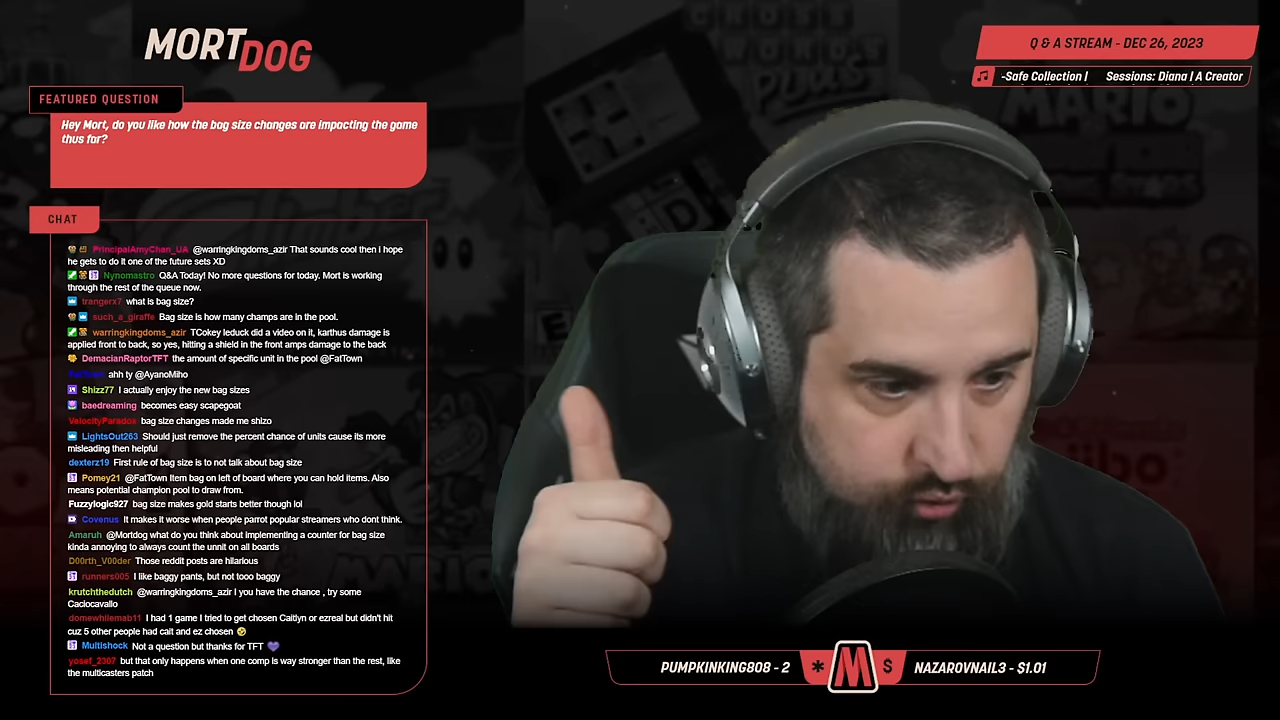 MORTDOG
Q & A STREAM - DEC 26, 2023
-Safe Collection | Sessions: Diana | A Creator
FEATURED QUESTION
Hey Mort, do you like how the bag size changes are impacting the game
thus far?
CHAT
PrincipalAmyChan_UA @warringkingdoms_azir That sounds cool then i hope
he gets to do it one of the future sets XD
Nynomastro Q&A Today! No more questions for today. Mort is working
through the rest of the queue now.
trangerx7 what is bag size?
such_a_giraffe Bag size is how many champs are in the pool.
warringkingdoms_azir TCokey leduck did a video on it, karthus damage is
applied front to back, so yes, hitting a shield in the front amps damage to the back
DemacianRaptorTFT the amount of specific unit in the pool @FatTown
FatTown ahh ty @AyanoMiho
Shizz77 I actually enjoy the new bag sizes
baedreaming becomes easy scapegoat
VelocityParadox bag size changes made me shizo
LightsOut263 Should just remove the percent chance of units cause its more
misleading then helpful
dexterz19 First rule of bag size is to not talk about bag size
Pomey21 @FatTown Item bag on left of board where you can hold items. Also
means potential champion pool to draw from.
Fuzzylogic927 bag size makes gold starts better though lol
Covenus It makes it worse when people parrot popular streamers who dont think.
Amaruh @Mortdog what do you think about implementing a counter for bag size
kinda annoying to always count the unnit on all boards
D00rth_V00der Those reddit posts are hilarious
runners005 I like baggy pants, but not tooo baggy
krutchthedutch @warringkingdoms_azir I you have the chance , try some
Caciocavallo
domewhilemab11 I had 1 game I tried to get chosen Caitlyn or ezreal but didn't hit
cuz 5 other people had cait and ez chosen
Multishock Not a question but thanks for TFT
yosef_2307 but that only happens when one comp is way stronger than the rest, like
the multicasters patch
PUMPKINKING808 - 2 * M $ NAZAROVNAIL3 - $1.01